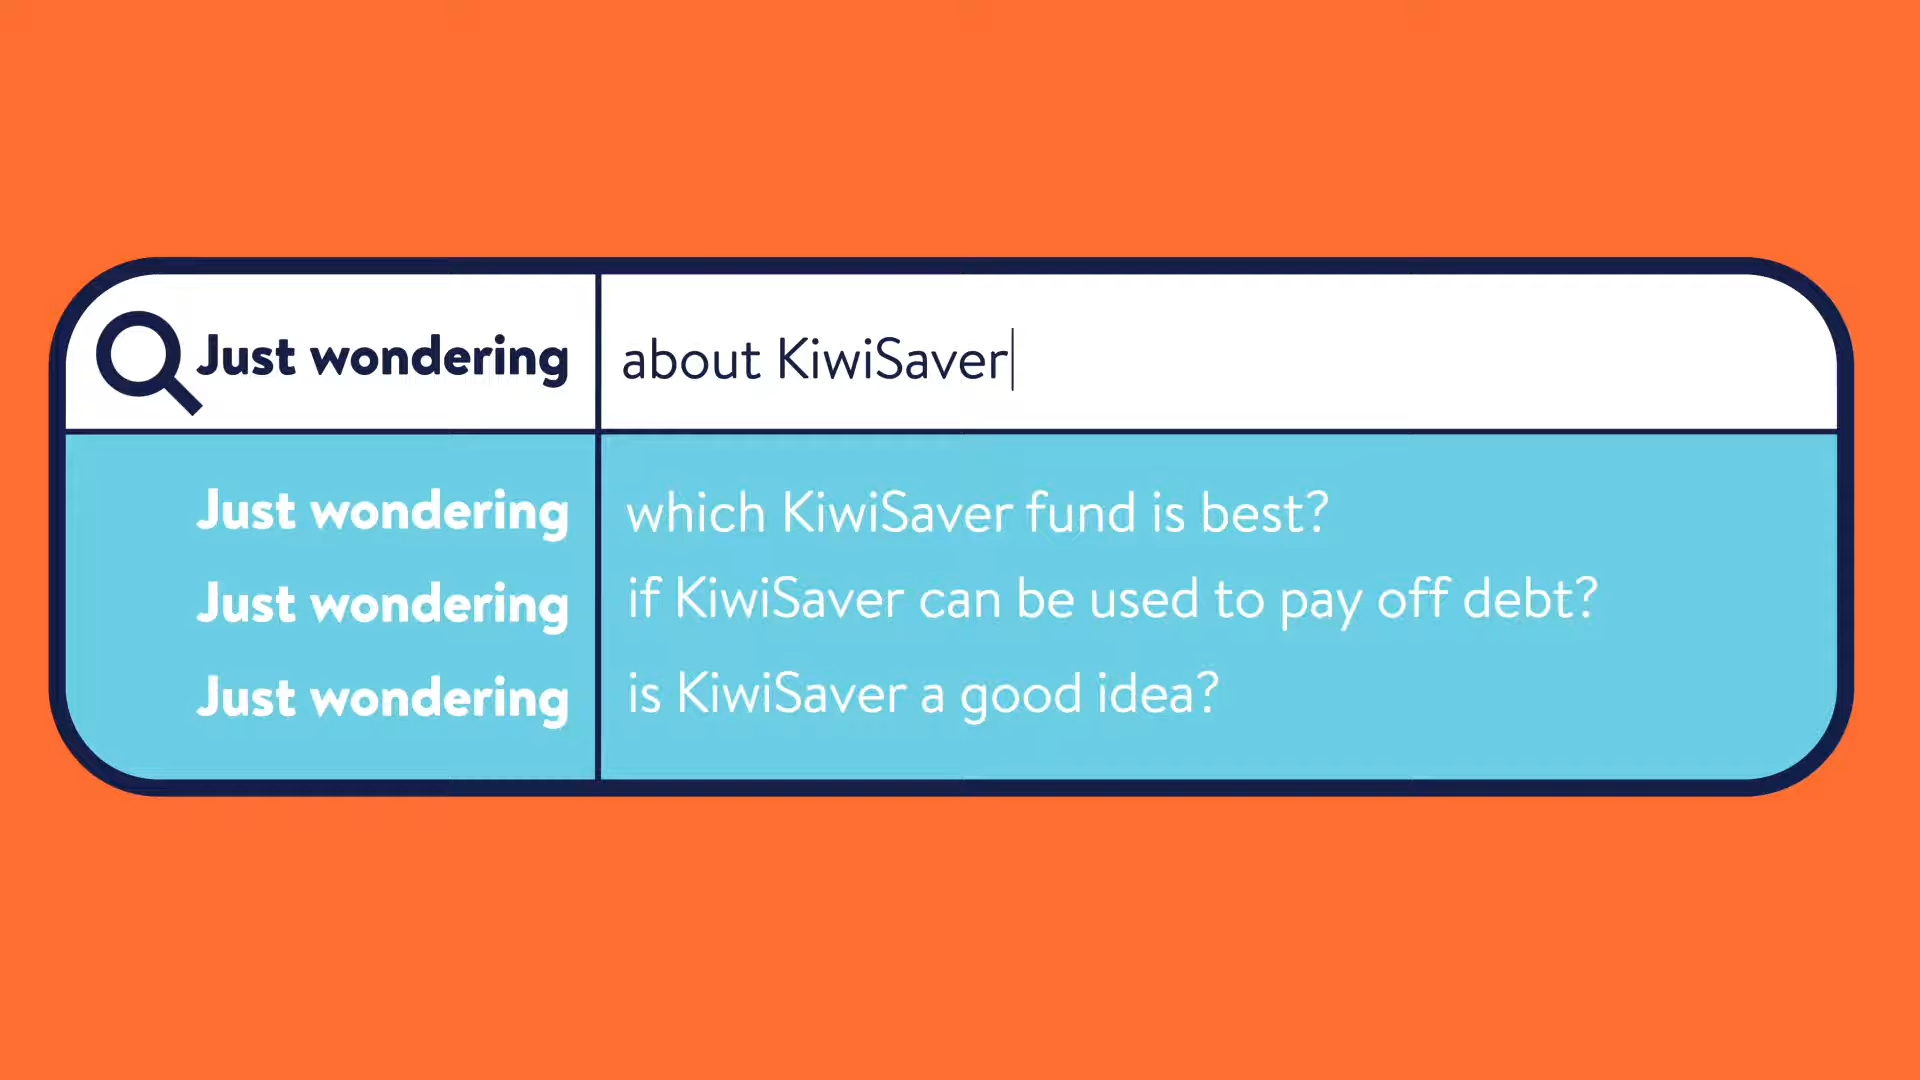 Just wondering about KiwiSaver
Just wondering which KiwiSaver fund is best?
Just wondering if KiwiSaver can be used to pay off debt?
Just wondering is KiwiSaver a good idea?